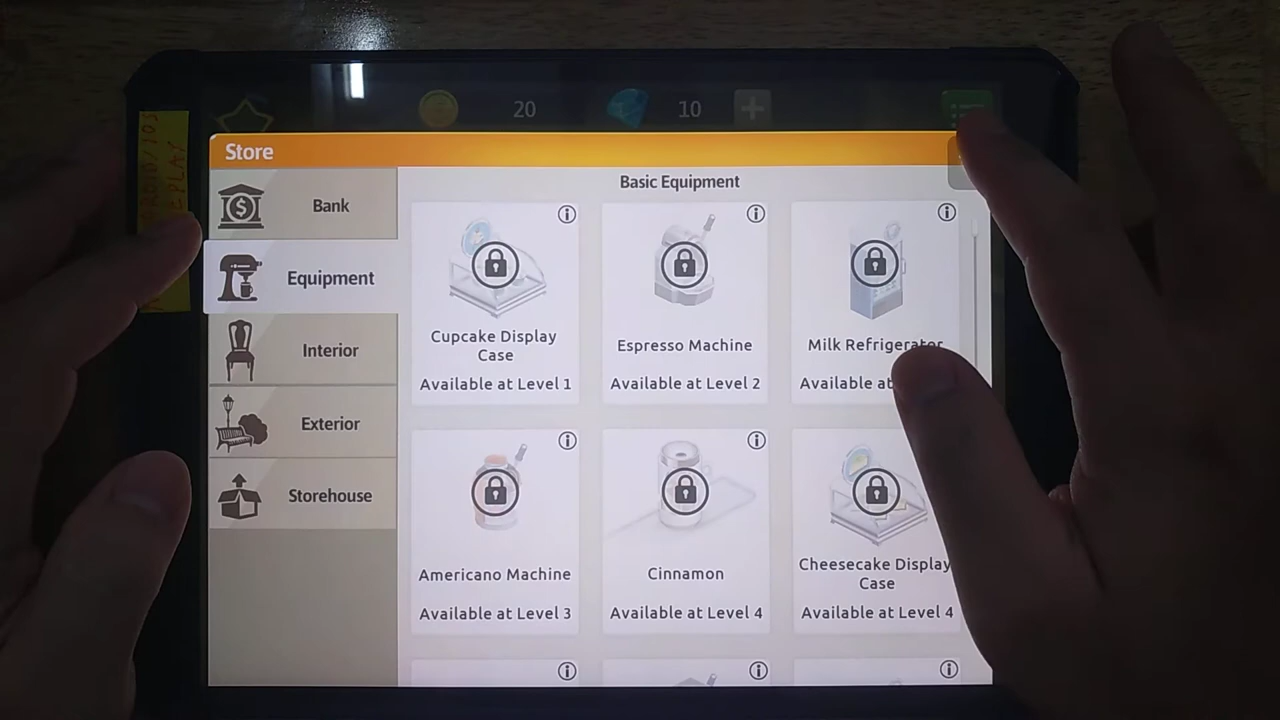 20
10
Store
Bank
Equipment
Interior
Exterior
Storehouse
Basic Equipment
Cupcake Display
Case
Available at Level 1
Espresso Machine
Available at Level 2
Milk Refrigerator
Available at
Americano Machine
Available at Level 3
Cinnamon
Available at Level 4
Cheesecake Display
Case
Available at Level 4